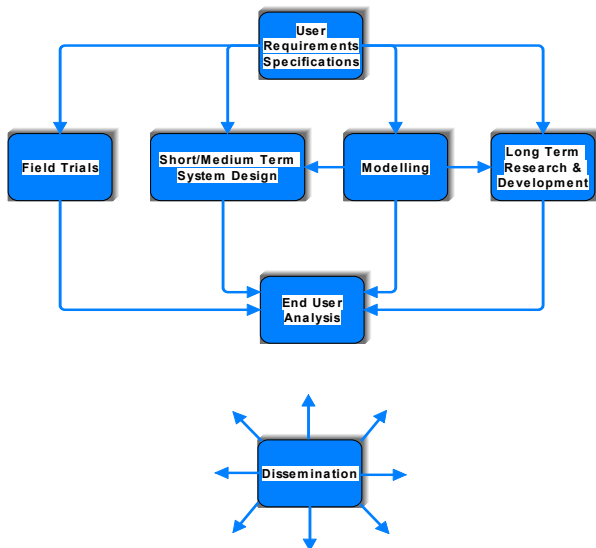 User
Requirements
Specifications
Field Trials
Short/Medium Term
System Design
Modelling
Long Term
Research &
Development
End User
Analysis
Dissemination